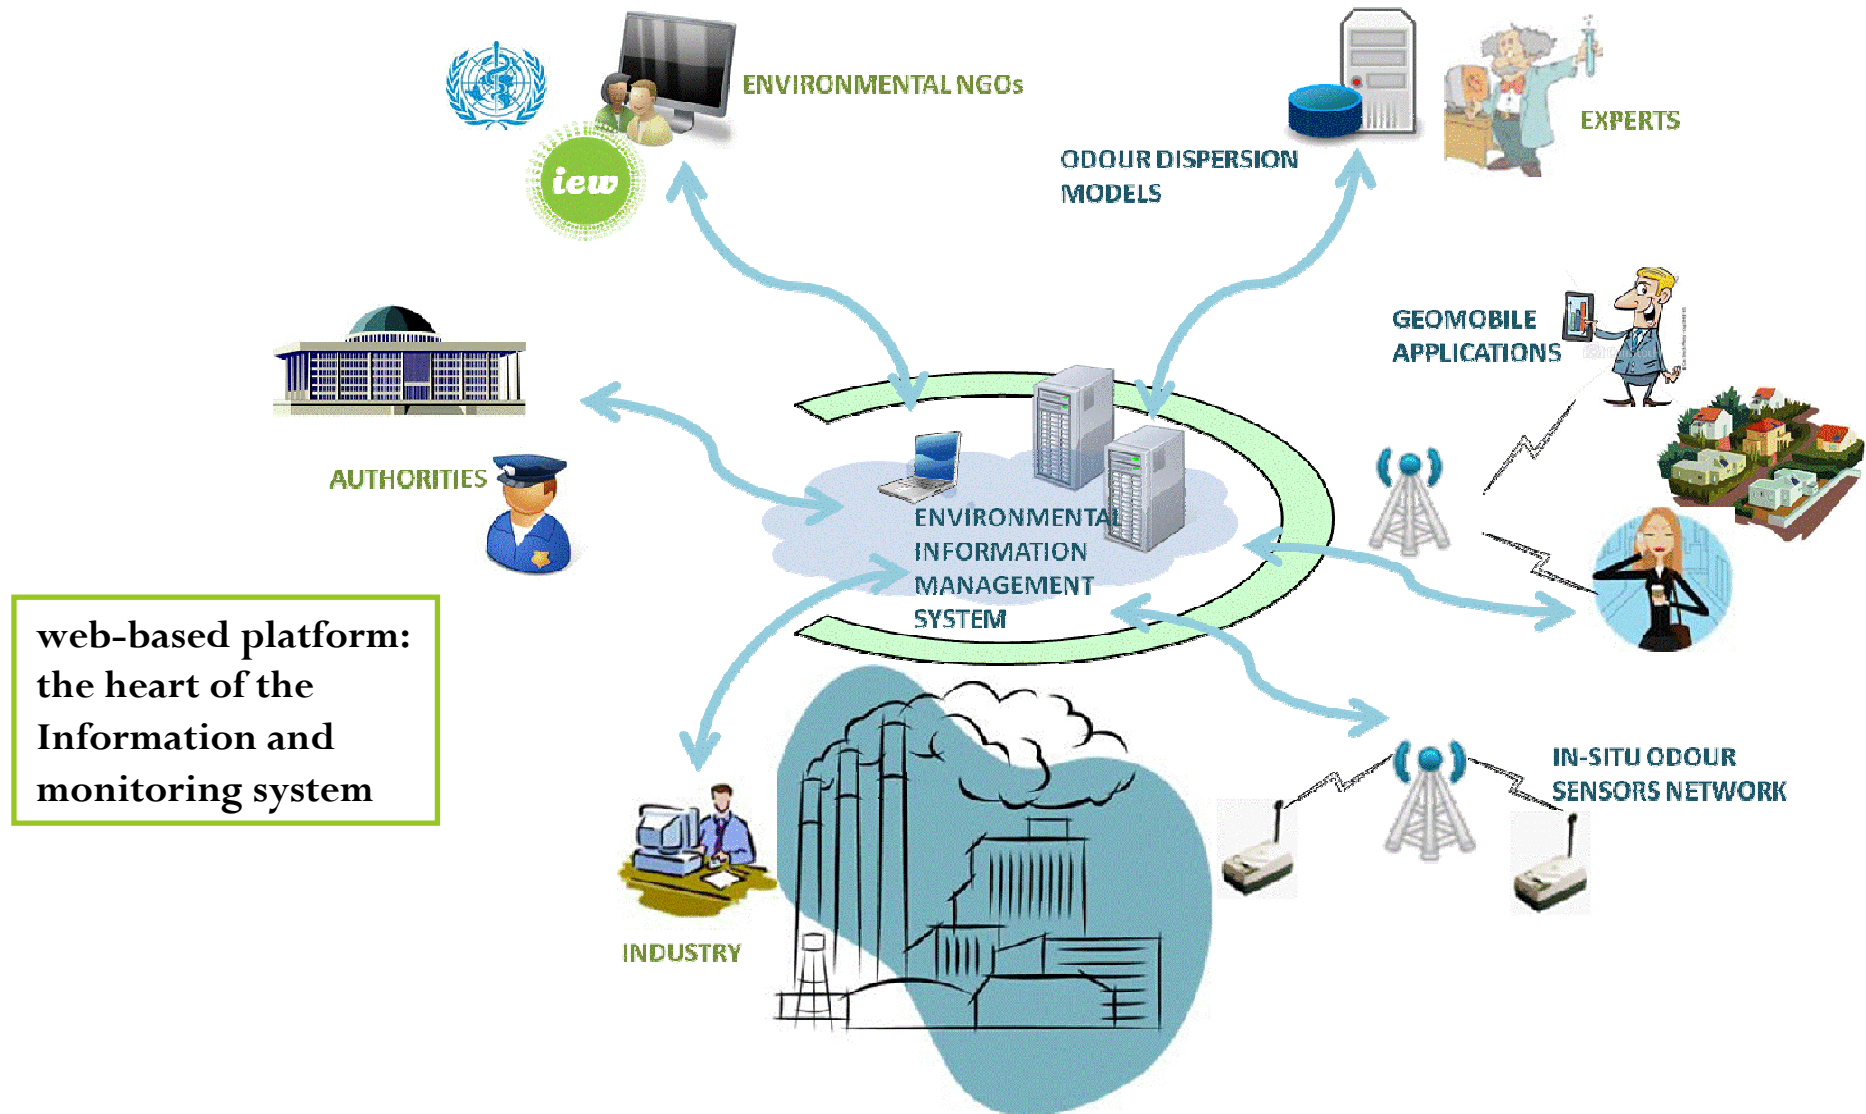 ENVIRONMENTAL NGOs
iew
EXPERTS
ODOUR DISPERSION
MODELS
GEOMOBILE
APPLICATIONS
AUTHORITIES
ENVIRONMENTAL
INFORMATION
MANAGEMENT
SYSTEM
web-based platform:
the heart of the
Information and
monitoring system
IN-SITU ODOUR
SENSORS NETWORK
INDUSTRY